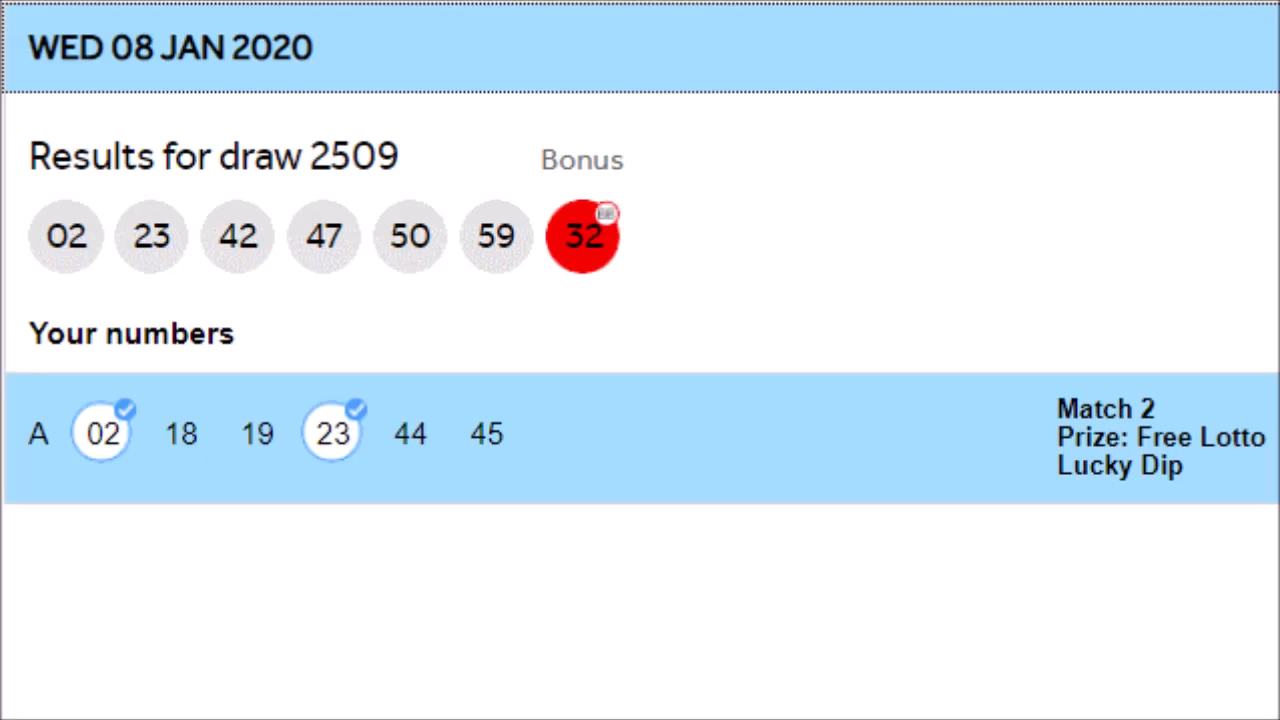 WED 08 JAN 2020
Results for draw 2509
Bonus
02 23 42 47 50 59 32
Your numbers
A 02 18 19 23 44 45
Match 2
Prize: Free Lotto
Lucky Dip